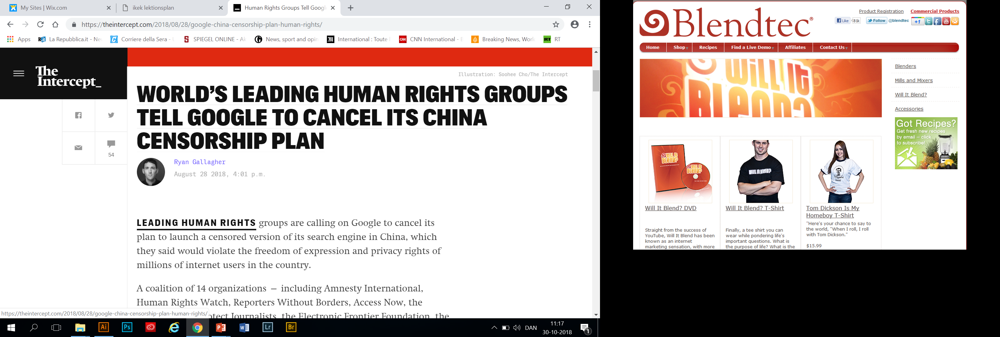 My Sites | Wix.com
ikek lektionsplan
Human Rights Groups Tell Googl
https://theintercept.com/2018/08/28/google-china-censorship-plan-human-rights/
Apps
La Repubblica.it - Ne
Corriere della Sera -
SPIEGEL ONLINE - Ak
News, sport and opin
International : Toute l
CNN International - E
Breaking News, Worl
RT
The
Intercept_
Illustration: Soohee Cho/The Intercept
WORLD'S LEADING HUMAN RIGHTS GROUPS
TELL GOOGLE TO CANCEL ITS CHINA
CENSORSHIP PLAN
54
Ryan Gallagher
August 28 2018, 4:01 p.m.
LEADING HUMAN RIGHTS groups are calling on Google to cancel its
plan to launch a censored version of its search engine in China, which
they said would violate the freedom of expression and privacy rights of
millions of internet users in the country.
A coalition of 14 organizations — including Amnesty International,
Human Rights Watch, Reporters Without Borders, Access Now, the
otect Journalists, the Electronic Frontier Foundation, the
https://theintercept.com/2018/08/28/google-china-censorship-plan-human-rights/
Ai
Ps
Lr
Br
DAN
11:17
30-10-2018
1
Product Registration
Commercial Products
Blendtec®
Like
81k
Follow
@blendtec
+1
Home
Shop
Recipes
Find a Live Demo
Affiliates
Contact Us
WILL IT
BLEND?
Blenders
Mills and Mixers
Will It Blend?
Accessories
Got Recipes?
Get fresh new recipes
by email – click
to subscribe!
WILL IT
BLEND?
WILL IT
BLEND?
WILL IT BLEND?
Will It Blend? DVD
Straight from the success of
YouTube, Will It Blend has been
known as an internet
marketing sensation, with more
Will It Blend? T-Shirt
Finally, a tee shirt you can
wear while pondering life's
important questions. What is
the purpose of life? What is the
Tom Dickson Is My
Homeboy T-Shirt
"Here's your chance to say to
the world, "When I roll, I roll
with Tom Dickson."
$15.99